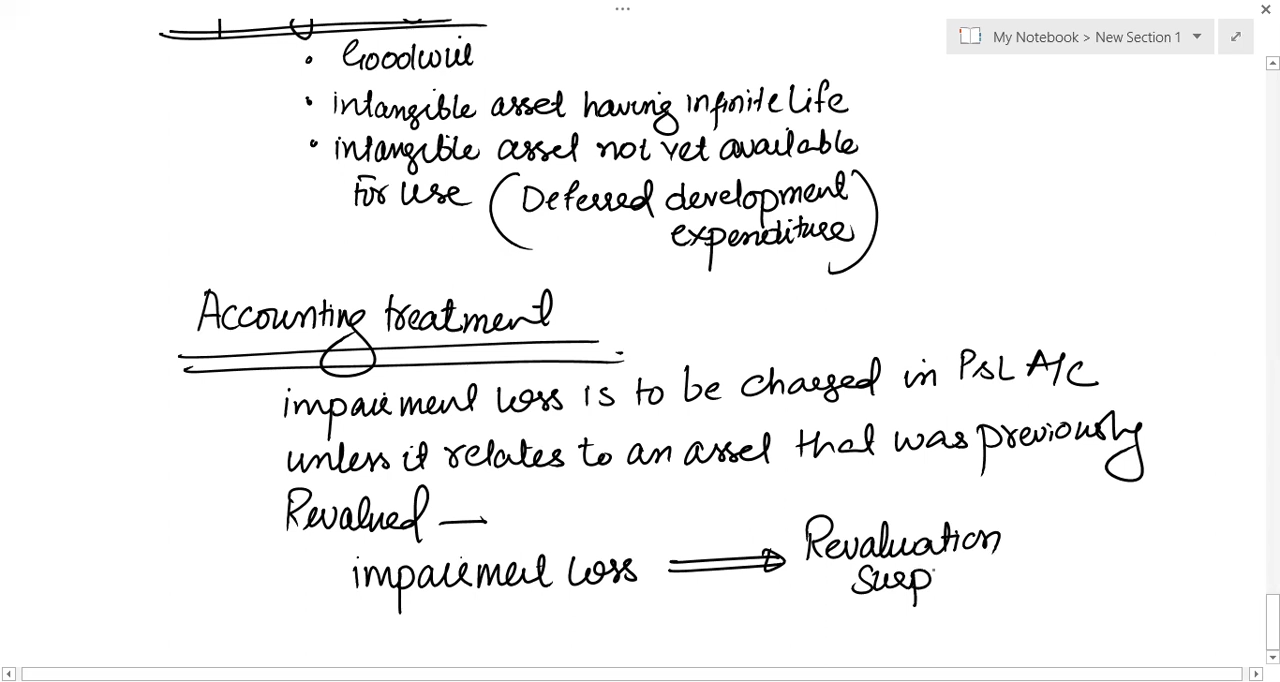 ...
My Notebook > New Section 1
• Goodwill
• intangible asset having infinite life
• intangible asset not yet available
for use (Deferred development
expenditure)
Accounting treatment
impairment loss is to be charged in P&L A/C
unless it relates to an asset that was previously
Revalued —
impairment loss ⟹ Revaluation
Surp